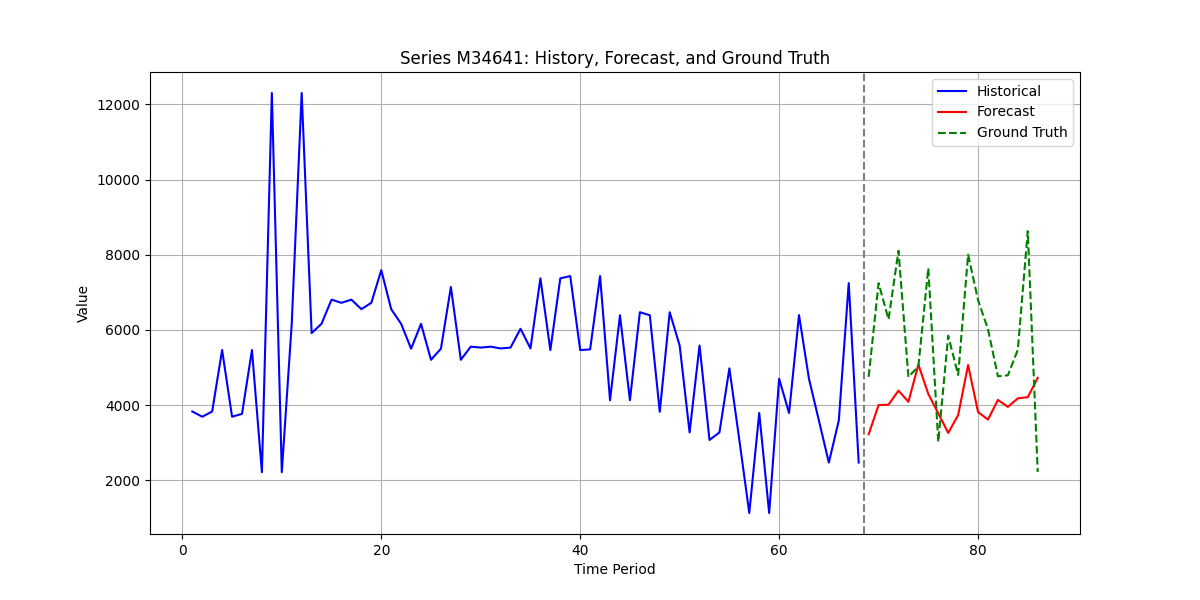 Series M34641: History, Forecast, and Ground Truth
Historical
Forecast
Ground Truth
Value
12000
10000
8000
6000
4000
2000
0 20 40 60 80
Time Period